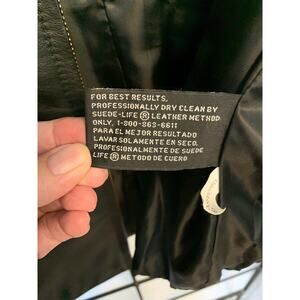 FOR BEST RESULTS,
PROFESSIONALLY DRY CLEAN BY
SUEDE-LIFE ® LEATHER METHOD
ONLY, 1-800-863-6611
PARA EL MEJOR RESULTADO
LAVAR SOLAMENTE EN SECO,
PROFESIONALMENTE DE SUEDE
LIFE ® METODO DE CUERO